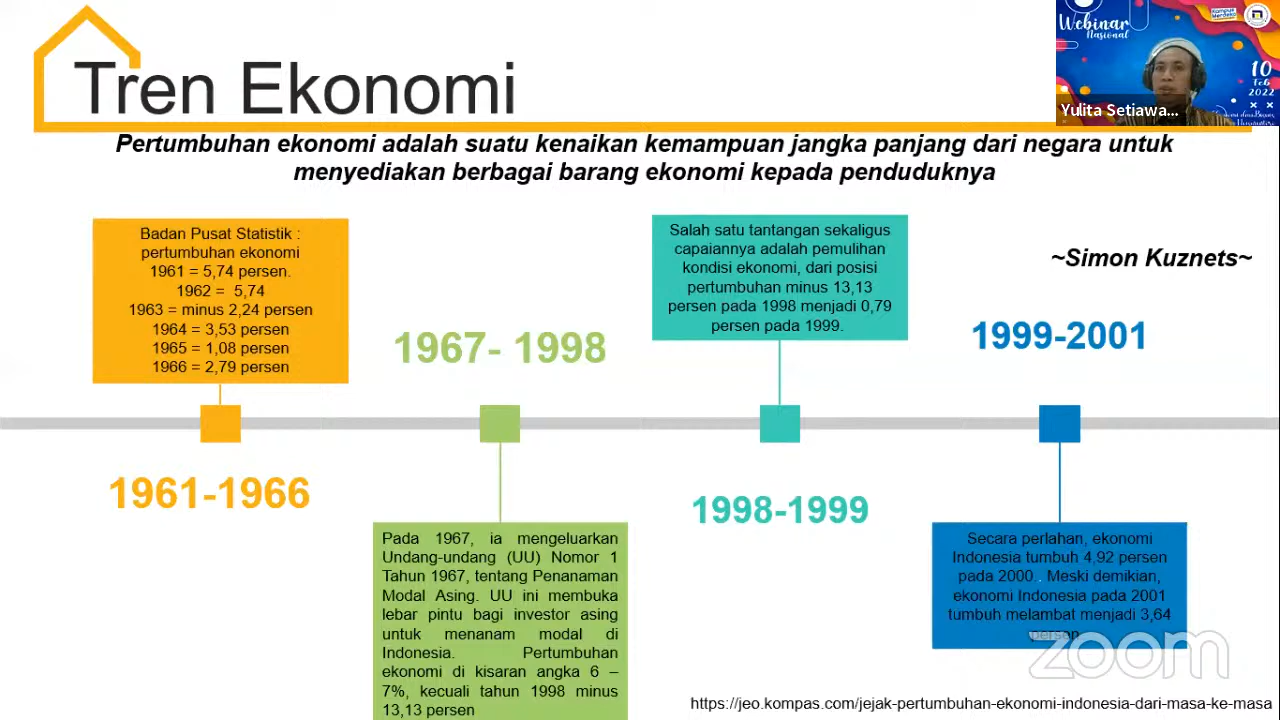 Tren Ekonomi
Webinar
Nasional
Kampus
Merdeka
10
Feb
2022
Yulita Setiawa...
Pertumbuhan ekonomi adalah suatu kenaikan kemampuan jangka panjang dari negara untuk
menyediakan berbagai barang ekonomi kepada penduduknya
~Simon Kuznets~
Badan Pusat Statistik :
pertumbuhan ekonomi
1961 = 5,74 persen.
1962 = 5,74
1963 = minus 2,24 persen
1964 = 3,53 persen
1965 = 1,08 persen
1966 = 2,79 persen
1961-1966
1967- 1998
Pada 1967, ia mengeluarkan
Undang-undang (UU) Nomor 1
Tahun 1967, tentang Penanaman
Modal Asing. UU ini membuka
lebar pintu bagi investor asing
untuk menanam modal di
Indonesia. Pertumbuhan
ekonomi di kisaran angka 6 –
7%, kecuali tahun 1998 minus
13,13 persen
Salah satu tantangan sekaligus
capaiannya adalah pemulihan
kondisi ekonomi, dari posisi
pertumbuhan minus 13,13
persen pada 1998 menjadi 0,79
persen pada 1999.
1998-1999
1999-2001
Secara perlahan, ekonomi
Indonesia tumbuh 4,92 persen
pada 2000. . Meski demikian,
ekonomi Indonesia pada 2001
tumbuh melambat menjadi 3,64
persen
zoom
https://jeo.kompas.com/jejak-pertumbuhan-ekonomi-indonesia-dari-masa-ke-masa